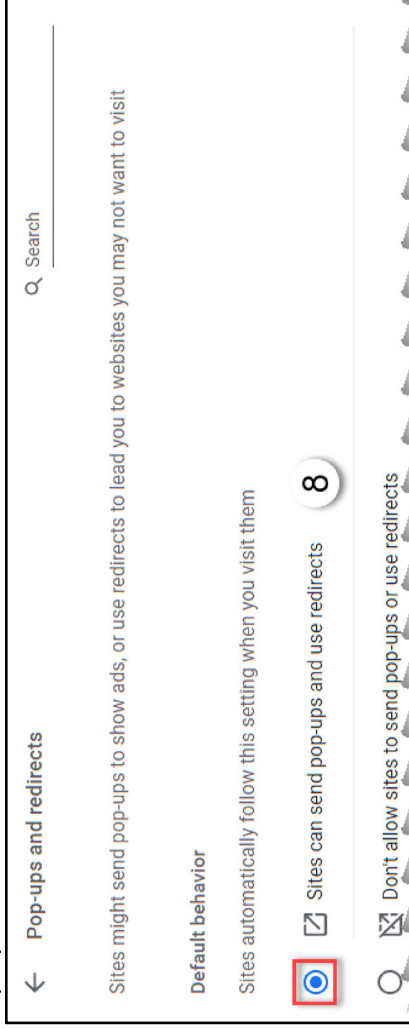 Pop-ups and redirects
Search
Sites might send pop-ups to show ads, or use redirects to lead you to websites you may not want to visit
Default behavior
Sites automatically follow this setting when you visit them
Sites can send pop-ups and use redirects
8
Don't allow sites to send pop-ups or use redirects